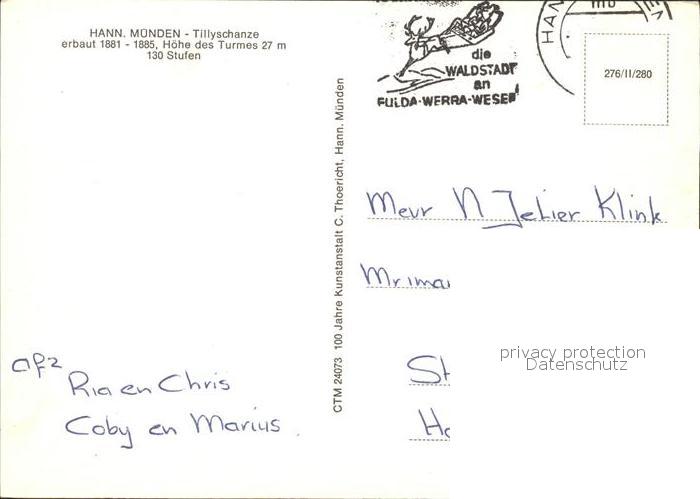 HANN. MÜNDEN - Tillyschanze
erbaut 1881 - 1885, Höhe des Turmes 27 m
130 Stufen
die
WALDSTADT
an
FULDA-WERRA-WESER
HAN
276/II/280
CTM 24073 100 Jahre Kunstanstalt C. Thoericht, Hann. Münden
Mevr N Klink
St
privacy protection
Datenschutz
afz
Ria en Chris
Coby en Marius